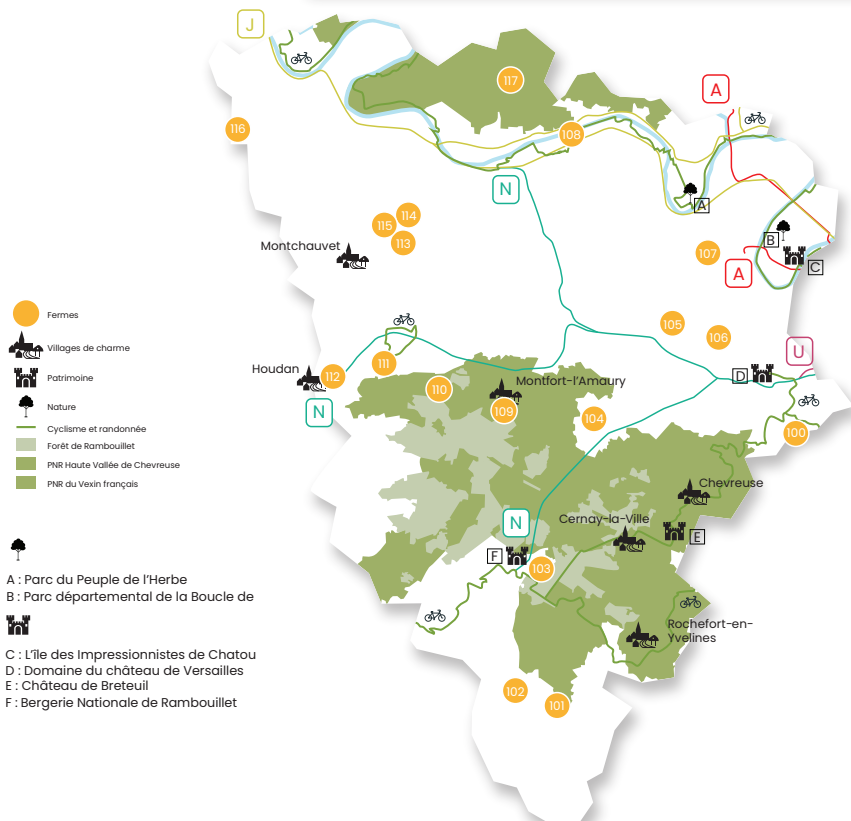 J
117
A
116
108
N
A
114
115
113
B
Montchauvet
107
C
A
105
106
Fermes
Villages de charme
U
111
D
Houdan
112
Patrimoine
110
Montfort-l'Amaury
Nature
N
109
104
Cyclisme et randonnée
100
Forêt de Rambouillet
PNR Haute Vallée de Chevreuse
PNR du Vexin français
Chevreuse
N
Cernay-la-Ville
E
F
103
A : Parc du Peuple de l'Herbe
B : Parc départemental de la Boucle de
Rochefort-en-
Yvelines
C : L'île des Impressionnistes de Chatou
D : Domaine du château de Versailles
E : Château de Breteuil
F : Bergerie Nationale de Rambouillet
102
101